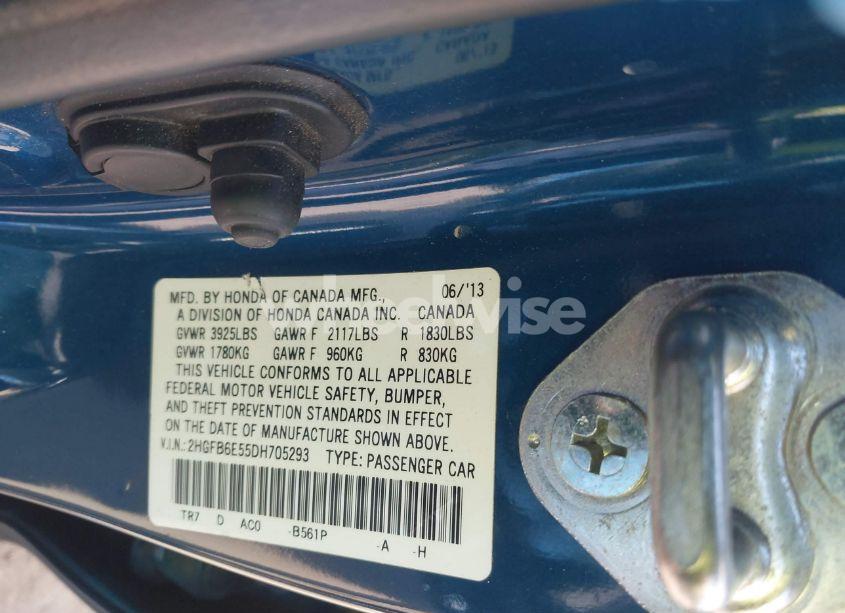 MFD. BY HONDA OF CANADA MFG., 06/'13
A DIVISION OF HONDA CANADA INC. CANADA
GVWR 3925LBS GAWR F 2117LBS R 1830LBS
GVWR 1780KG GAWR F 960KG R 830KG
THIS VEHICLE CONFORMS TO ALL APPLICABLE
FEDERAL MOTOR VEHICLE SAFETY, BUMPER,
AND THEFT PREVENTION STANDARDS IN EFFECT
ON THE DATE OF MANUFACTURE SHOWN ABOVE.
V.I.N.: 2HGFB6E55DH705293 TYPE: PASSENGER CAR
TR7 D AC0 -B561P -A -H